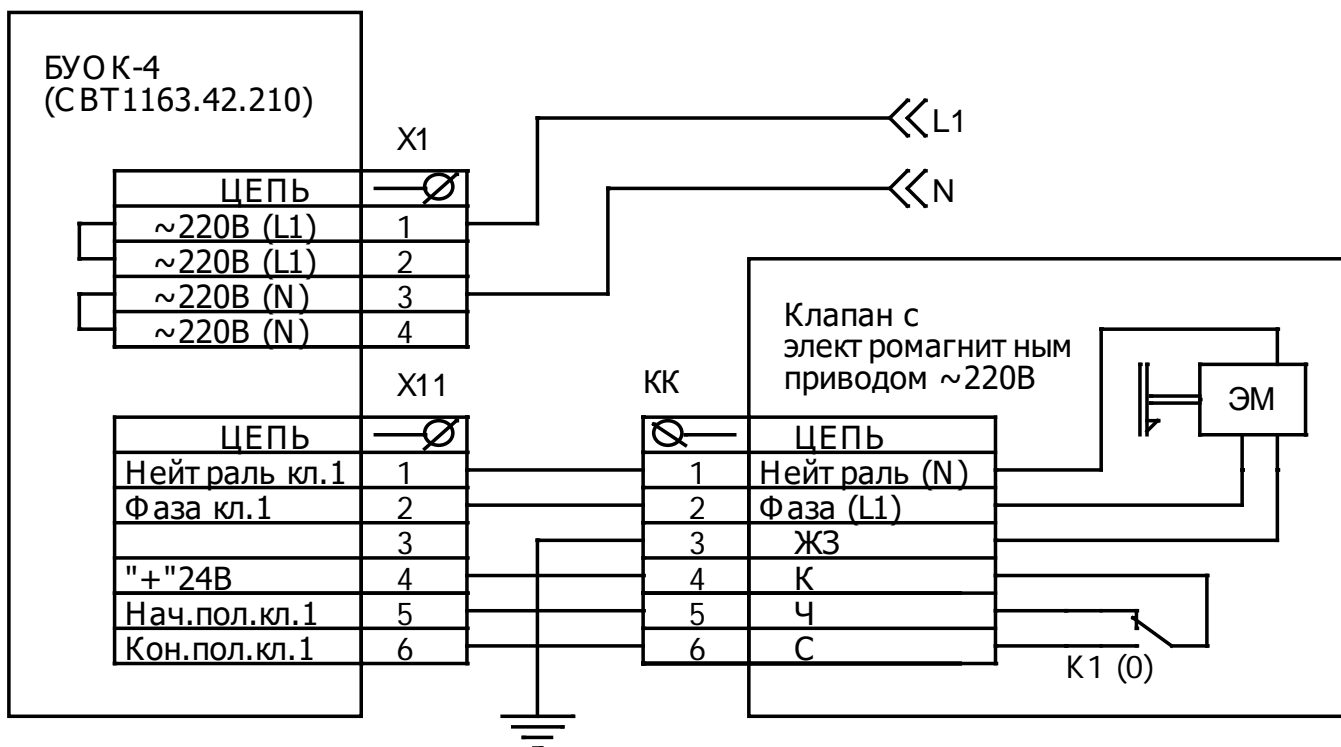 БУОК-4
(СВТ1163.42.210)
X1
L1
N
ЦЕПЬ
~220В (L1) 1
~220В (L1) 2
~220В (N) 3
~220В (N) 4
Клапан с
электромагнитным
приводом ~220В
ЭМ
X11
КК
ЦЕПЬ
ЦЕПЬ
Нейтраль кл.1 1
1 Нейтраль (N)
Фаза кл.1 2
2 Фаза (L1)
3
3 ЖЗ
"+"24В 4
4 К
Нач.пол.кл.1 5
5 Ч
Кон.пол.кл.1 6
6 С
К1 (0)